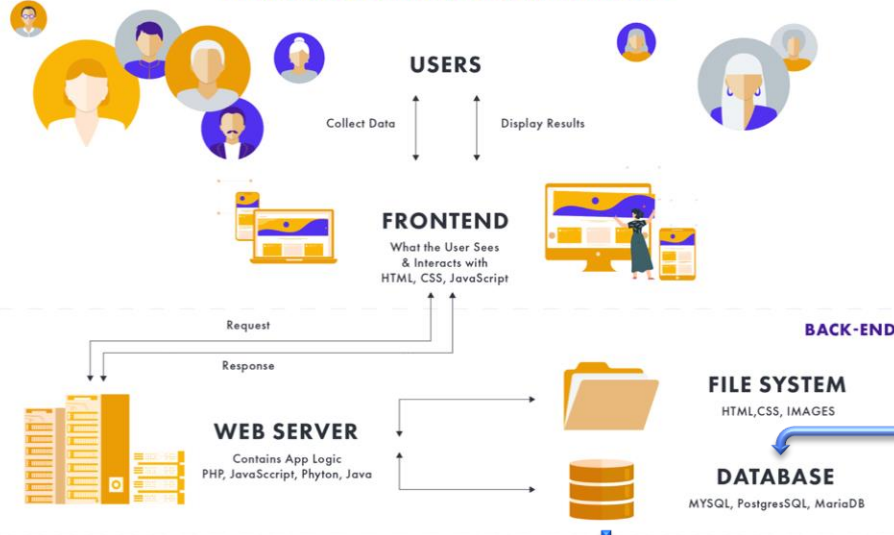 USERS
Collect Data
Display Results
FRONTEND
What the User Sees
& Interacts with
HTML, CSS, JavaScript
Request
BACK-END
Response
FILE SYSTEM
HTML,CSS, IMAGES
WEB SERVER
Contains App Logic
PHP, JavaSccript, Phyton, Java
DATABASE
MYSQL, PostgresSQL, MariaDB